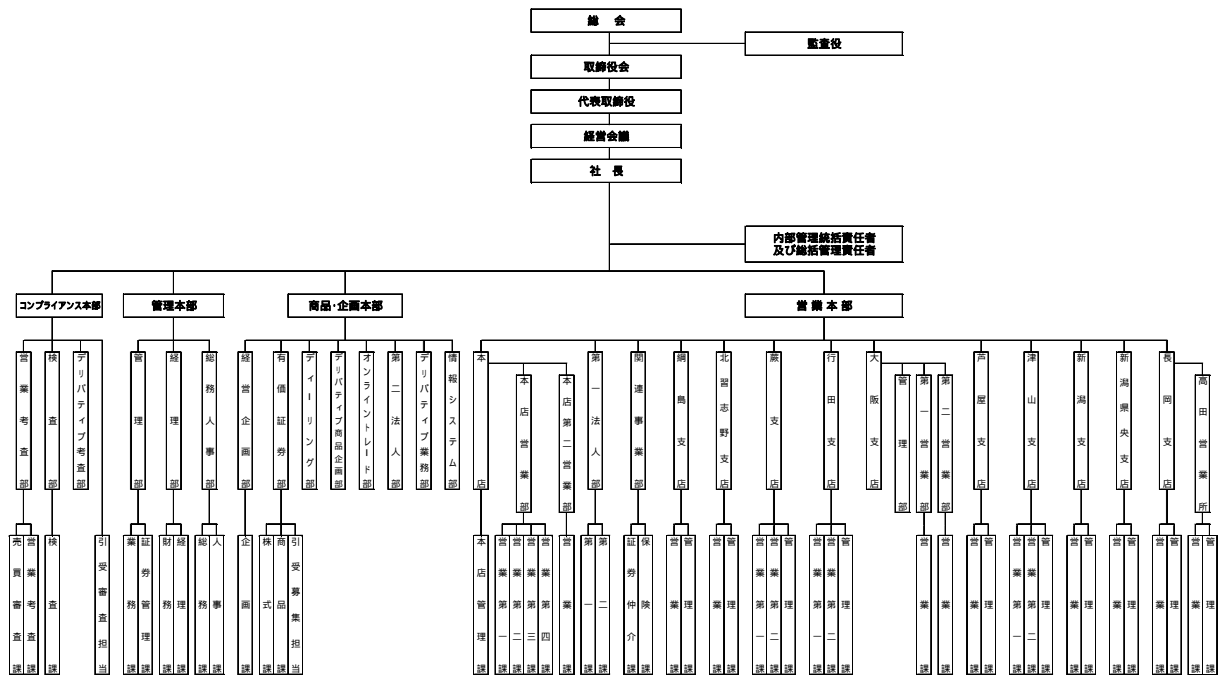 総　会
監査役
取締役会
代表取締役
経営会議
社　長
内部管理統括責任者
及び総括管理責任者
コンプライアンス本部
管理本部
商品・企画本部
営業本部
営業考査部
検査部
デリバティブ考査部
管理部
経理部
総務人事部
経営企画部
有価証券部
ディーリング部
デリバティブ商品企画部
オンライントレード部
第二法人部
デリバティブ業務部
情報システム部
本店
本店営業部
本店第二営業部
第一法人部
関連事業部
綱島支店
北習志野支店
蕨支店
行田支店
大阪支店
管理部
第一営業部
第二営業部
芦屋支店
津山支店
新潟支店
新潟県央支店
長岡支店
高田営業所
売買審査課
営業考査課
検査課
引受審査担当
業務課
証券管理課
財務課
経理課
総務課
人事課
企画課
株式課
商品課
引受募集担当
本店管理課
営業第一課
営業第二課
営業第三課
営業第四課
営業課
第一課
第二課
証券仲介課
保険課
営業課
管理課
営業課
管理課
営業第一課
営業第二課
管理課
営業第一課
営業第二課
管理課
営業課
営業課
営業課
管理課
営業第一課
営業第二課
管理課
営業課
管理課
営業課
管理課
営業課
管理課
営業課
管理課